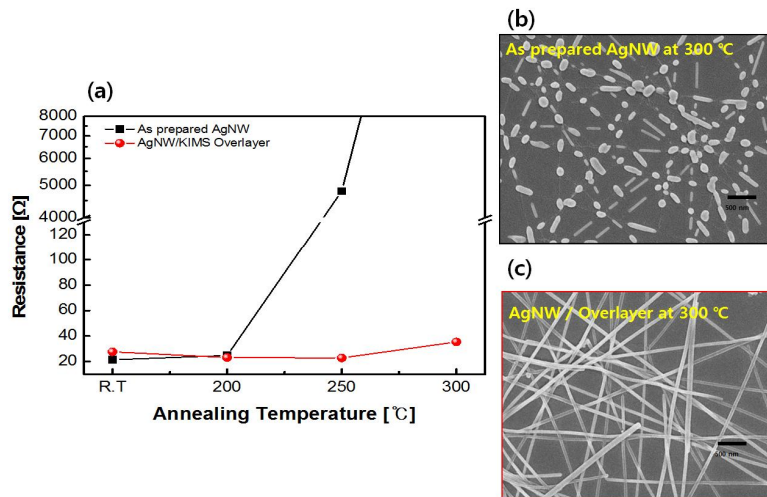 (a)
8000
7000
6000
5000
4000
120
100
80
60
40
20
Resistance [Ω]
As prepared AgNW
AgNW/KIMS Overlayer
R.T
200
250
300
Annealing Temperature [℃]
(b)
As prepared AgNW at 300 ℃
500 nm
(c)
AgNW / Overlayer at 300 ℃
500 nm